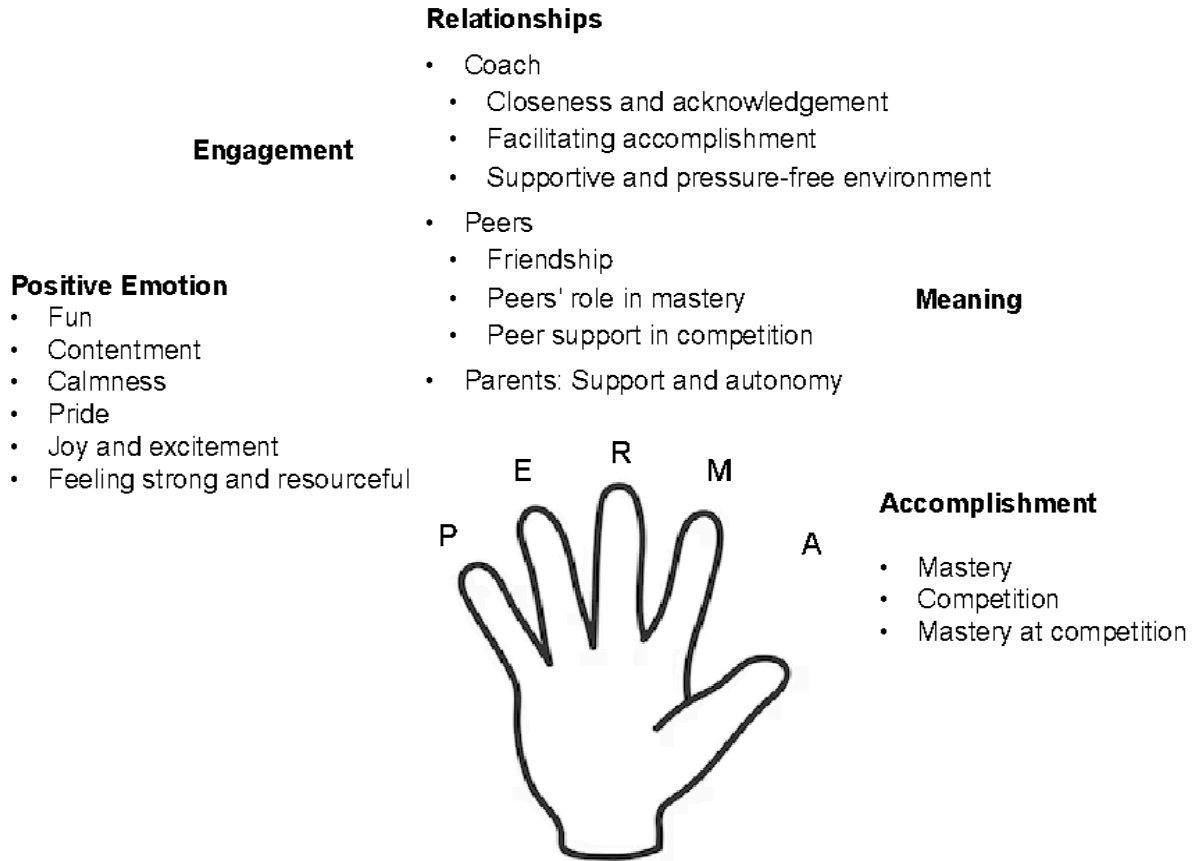 Relationships
• Coach
• Closeness and acknowledgement
• Facilitating accomplishment
• Supportive and pressure-free environment
• Peers
• Friendship
• Peers' role in mastery
• Peer support in competition
• Parents: Support and autonomy
Engagement
Positive Emotion
• Fun
• Contentment
• Calmness
• Pride
• Joy and excitement
• Feeling strong and resourceful
Meaning
Accomplishment
• Mastery
• Competition
• Mastery at competition
P
E
R
M
A